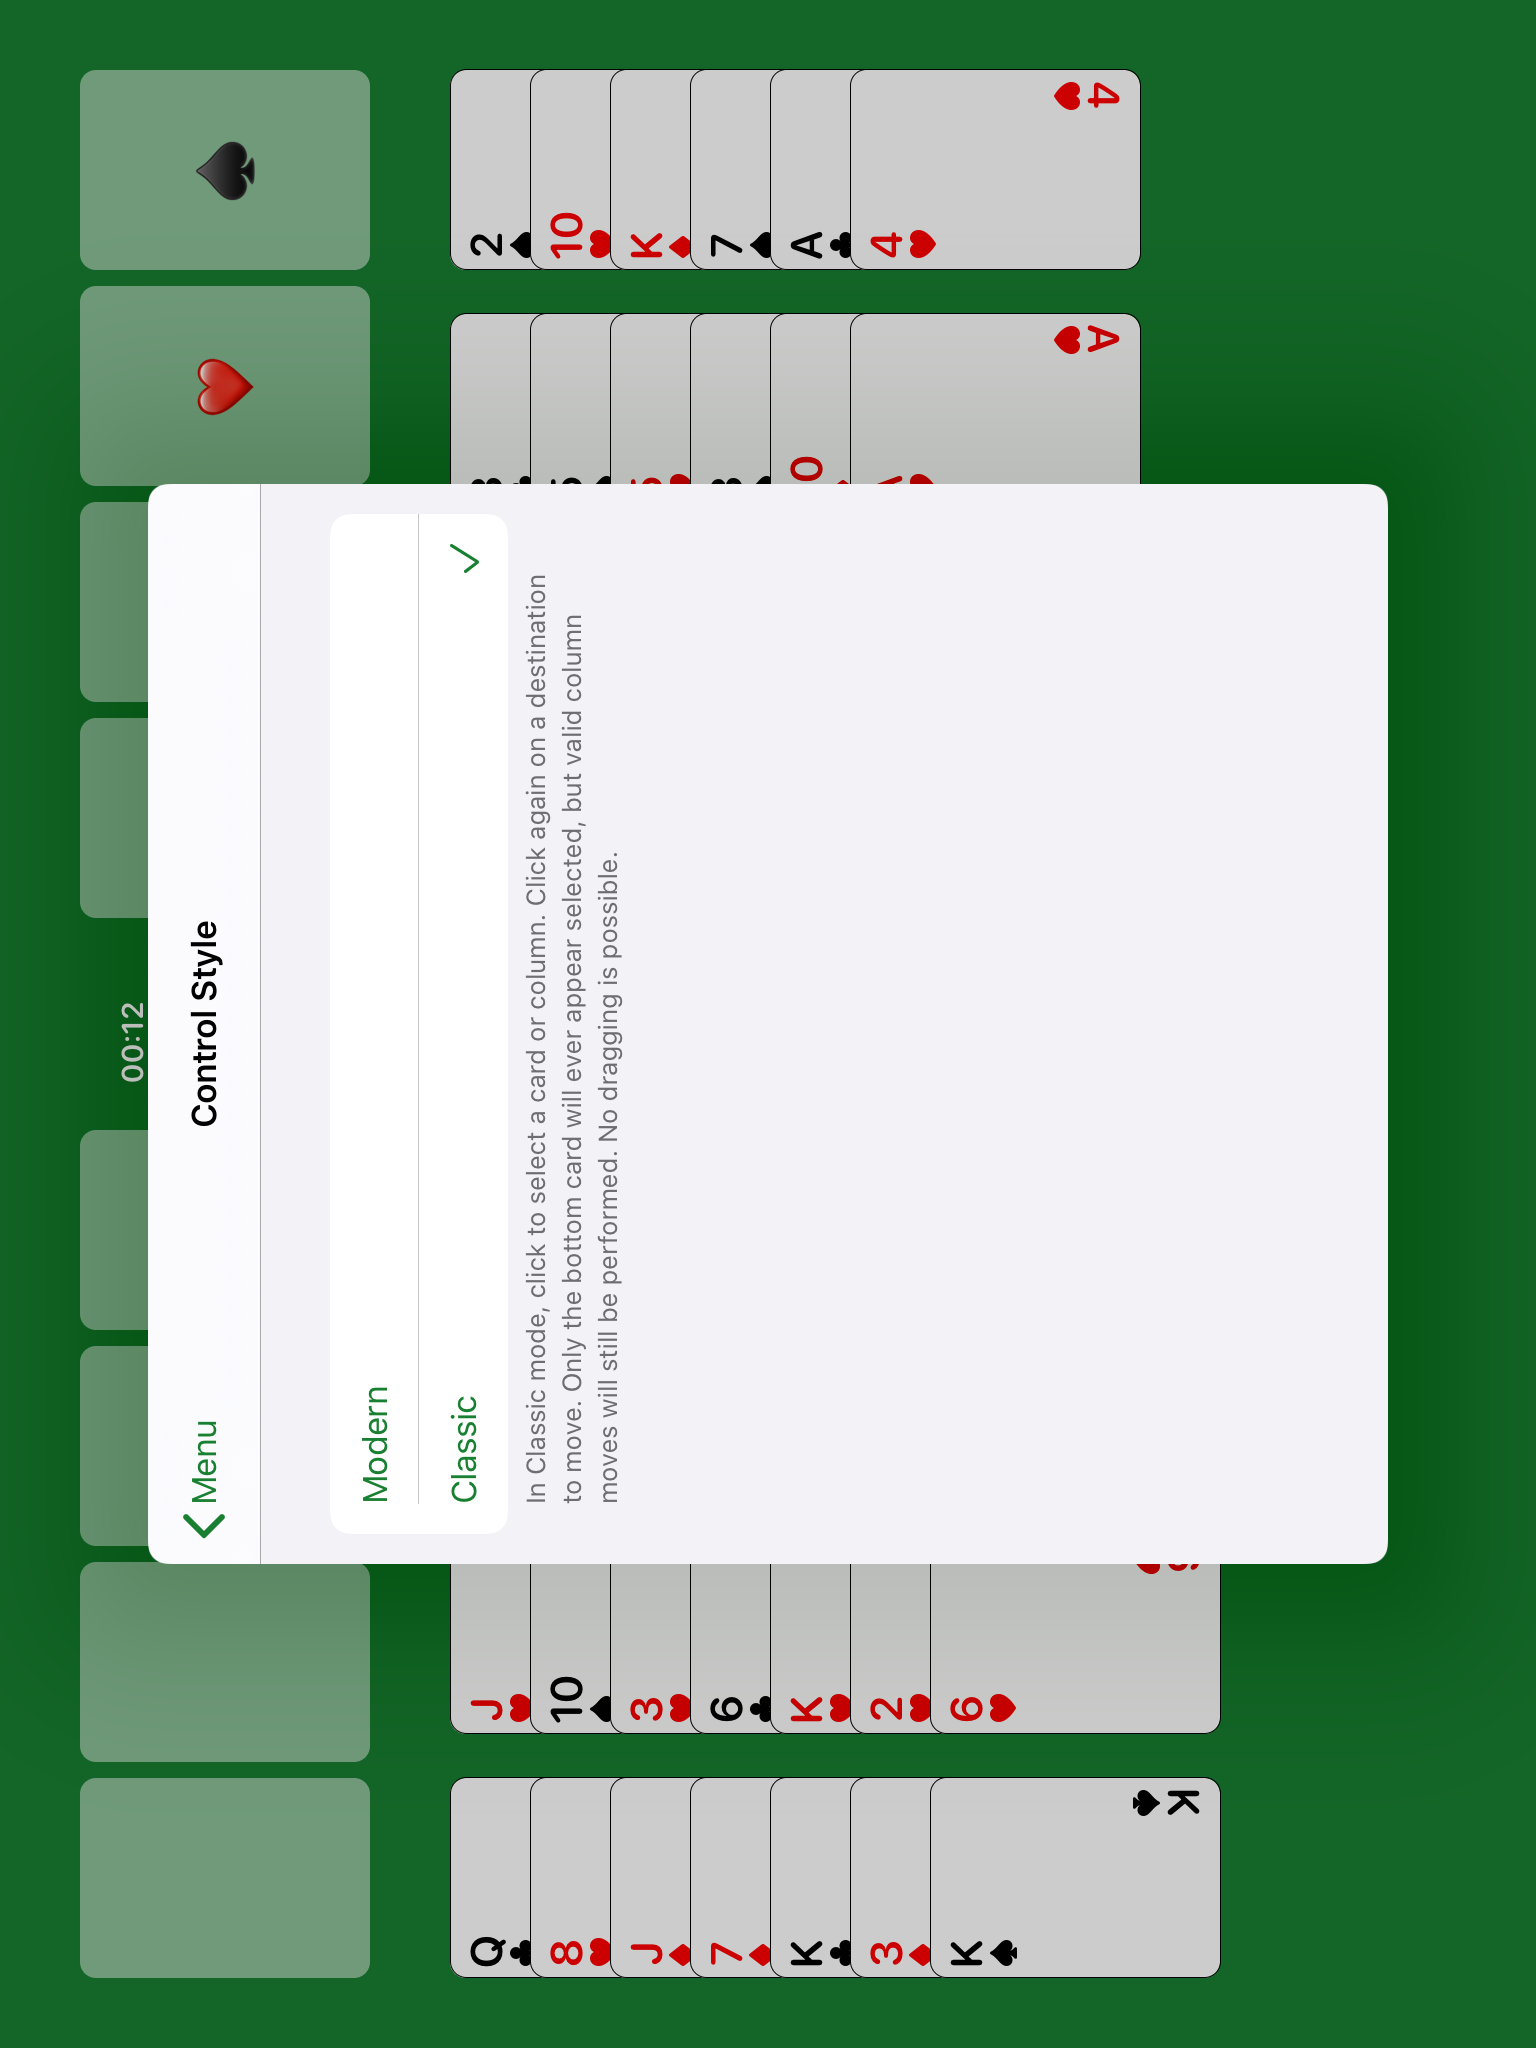 00:12
Menu
Control Style
Modern
Classic
In Classic mode, click to select a card or column. Click again on a destination
to move. Only the bottom card will ever appear selected, but valid column
moves will still be performed. No dragging is possible.
Q
8
J
7
K
3
K
K
J
10
3
6
K
2
6
A
2
10
K
7
A
4
4